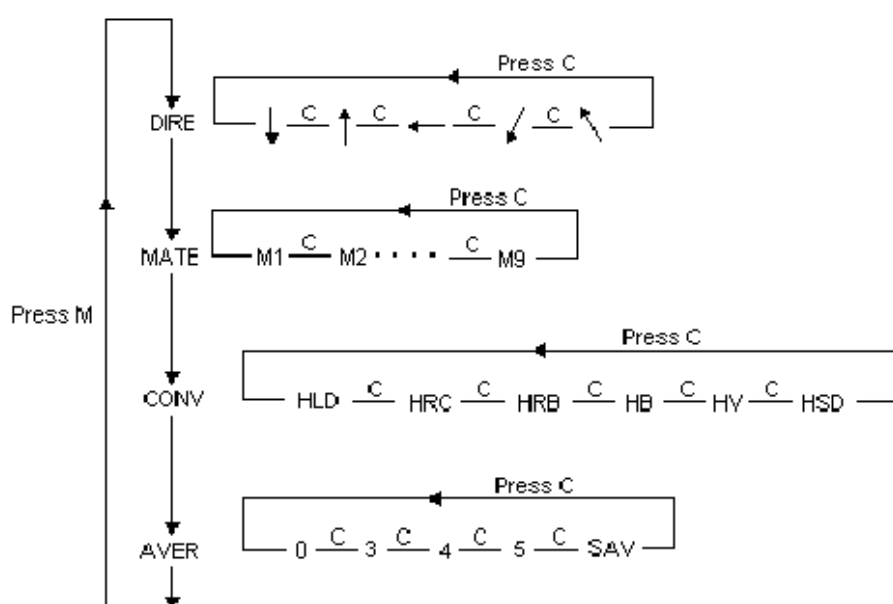 Press C
DIRE C C C C
Press C
MATE M1 C M2 · · · · C M9
Press M
Press C
CONV HLD C HRC C HRB C HB C HV C HSD
Press C
AVER 0 C 3 C 4 C 5 C SAV